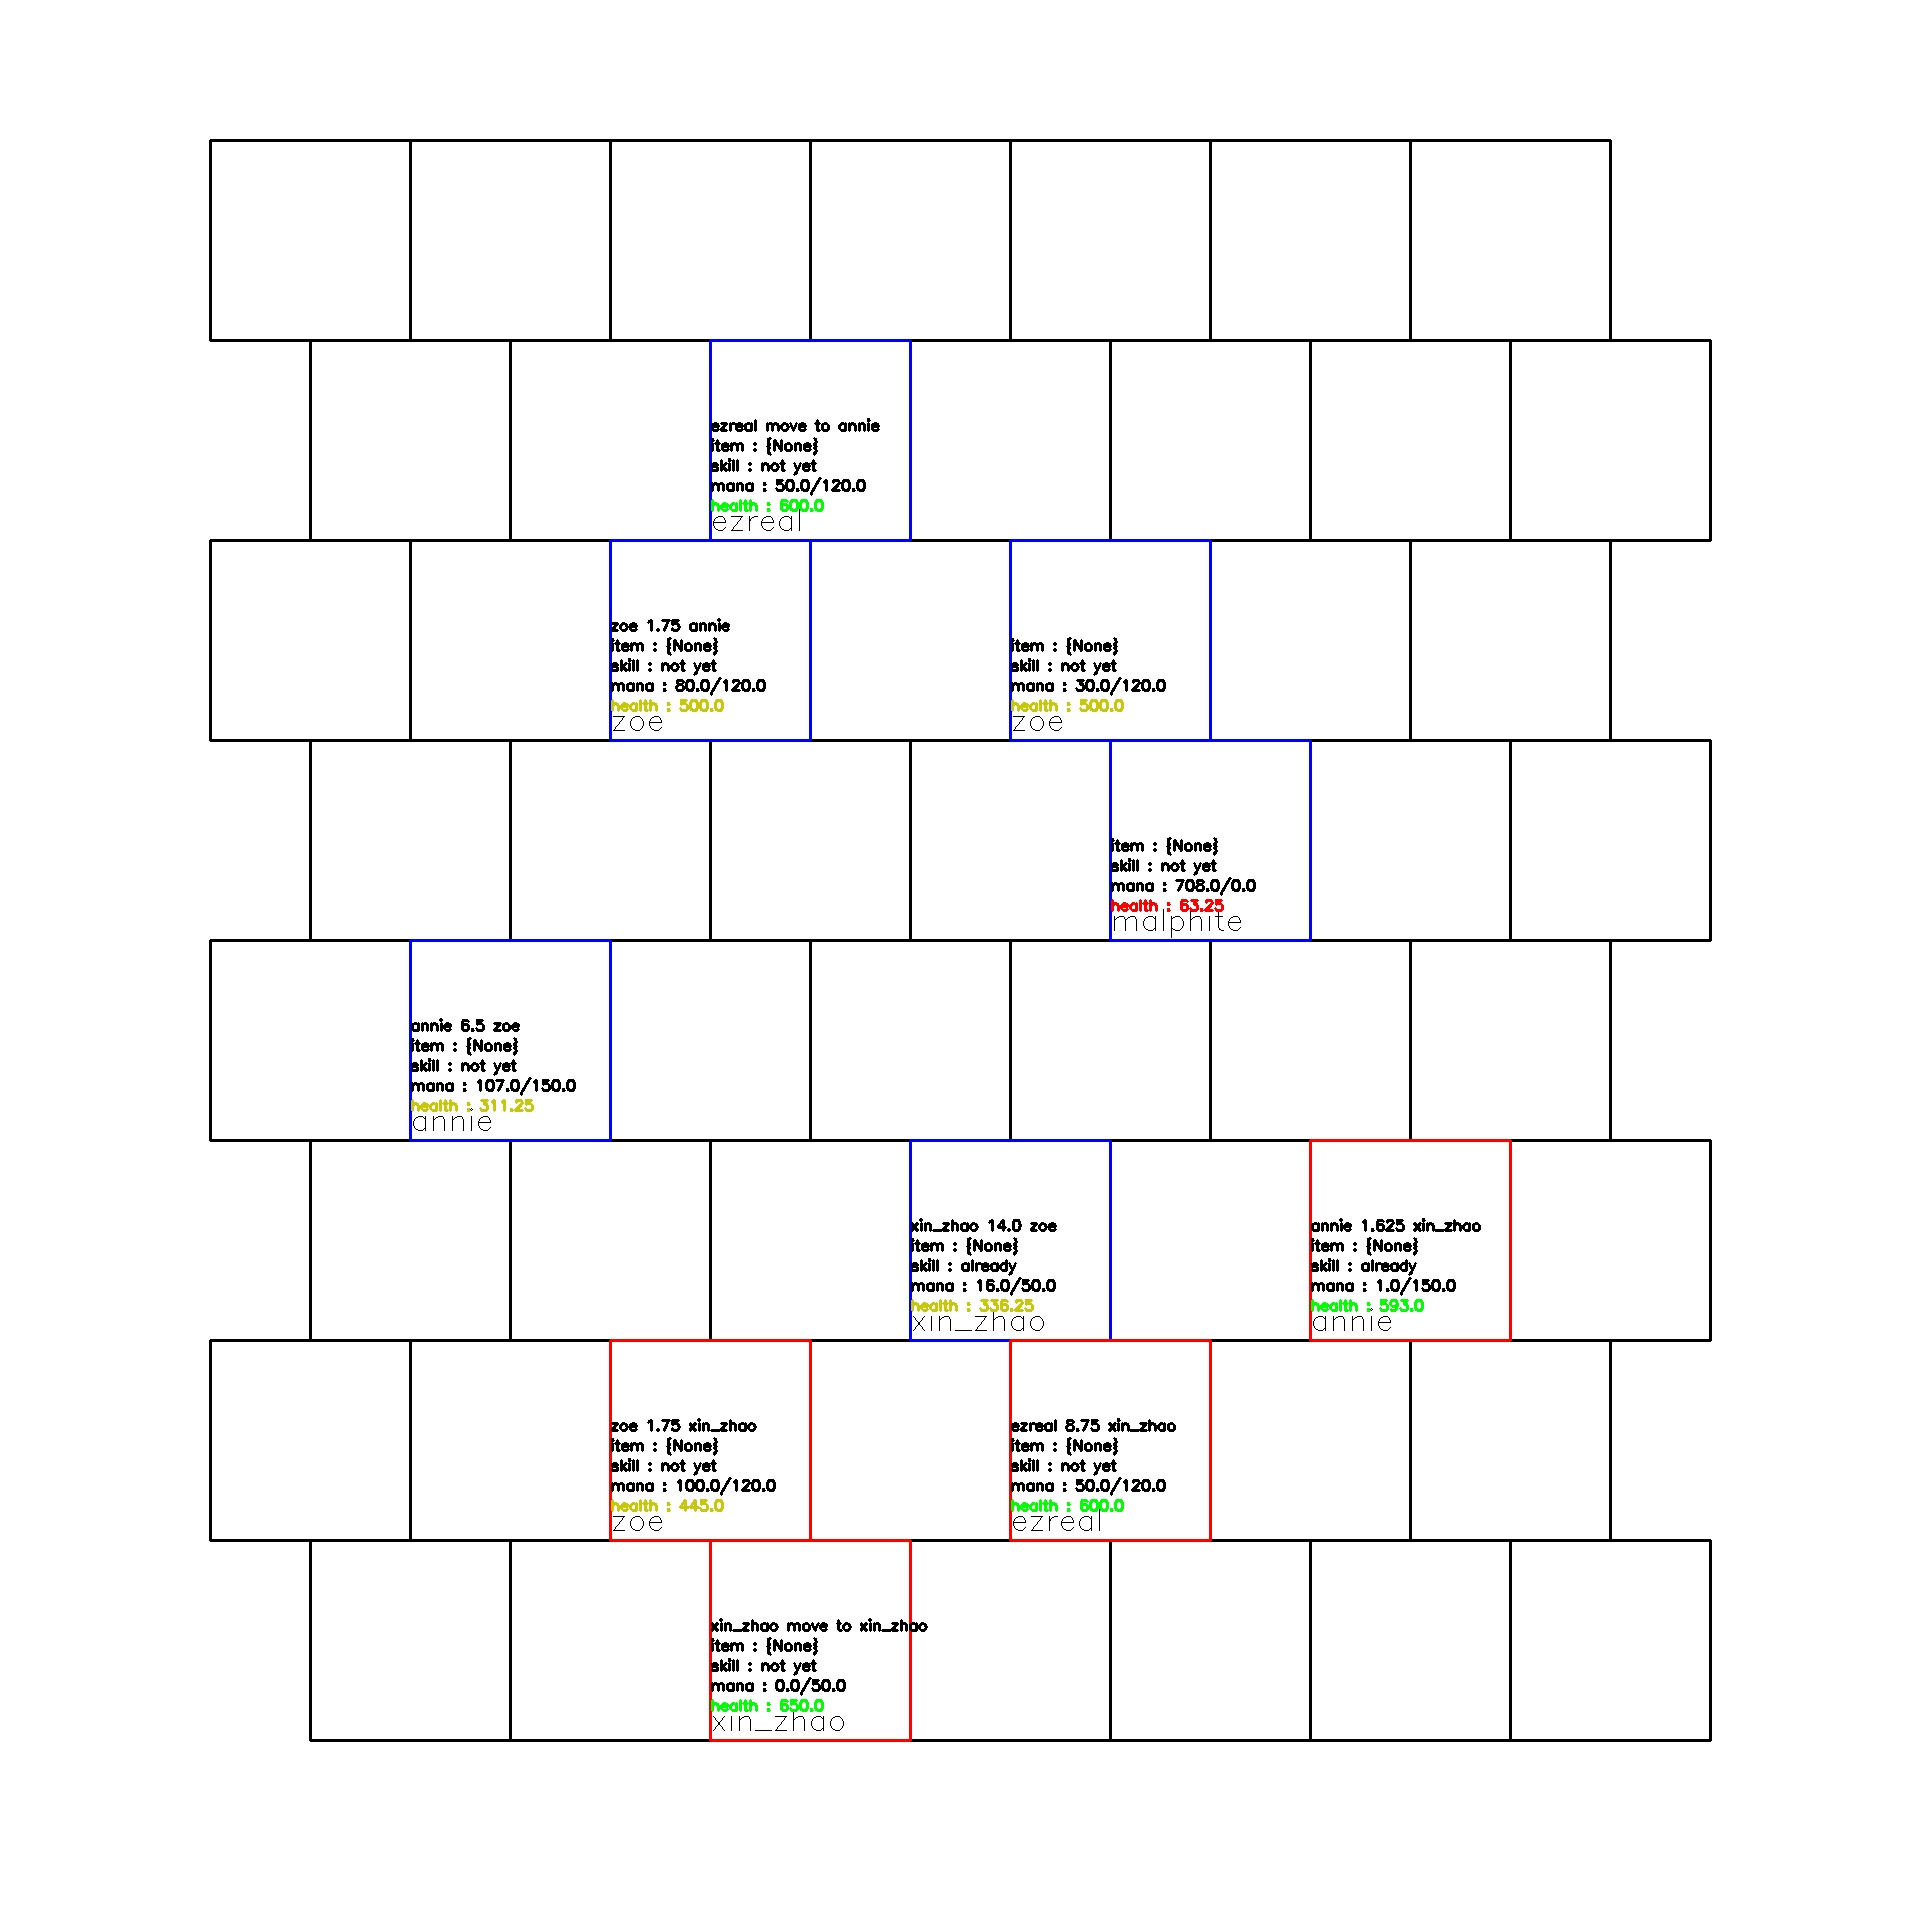 ezreal move to annie
item : {None}
skill : not yet
mana : 50.0/120.0
health : 600.0
ezreal
zoe 1.75 annie
item : {None}
skill : not yet
mana : 80.0/120.0
health : 500.0
zoe
item : {None}
skill : not yet
mana : 30.0/120.0
health : 500.0
zoe
item : {None}
skill : not yet
mana : 708.0/0.0
health : 63.25
malphite
annie 6.5 zoe
item : {None}
skill : not yet
mana : 107.0/150.0
health : 311.25
annie
xin_zhao 14.0 zoe
item : {None}
skill : already
mana : 16.0/50.0
health : 336.25
xin_zhao
annie 1.625 xin_zhao
item : {None}
skill : already
mana : 1.0/150.0
health : 593.0
annie
zoe 1.75 xin_zhao
item : {None}
skill : not yet
mana : 100.0/120.0
health : 445.0
zoe
ezreal 8.75 xin_zhao
item : {None}
skill : not yet
mana : 50.0/120.0
health : 600.0
ezreal
xin_zhao move to xin_zhao
item : {None}
skill : not yet
mana : 0.0/50.0
health : 650.0
xin_zhao